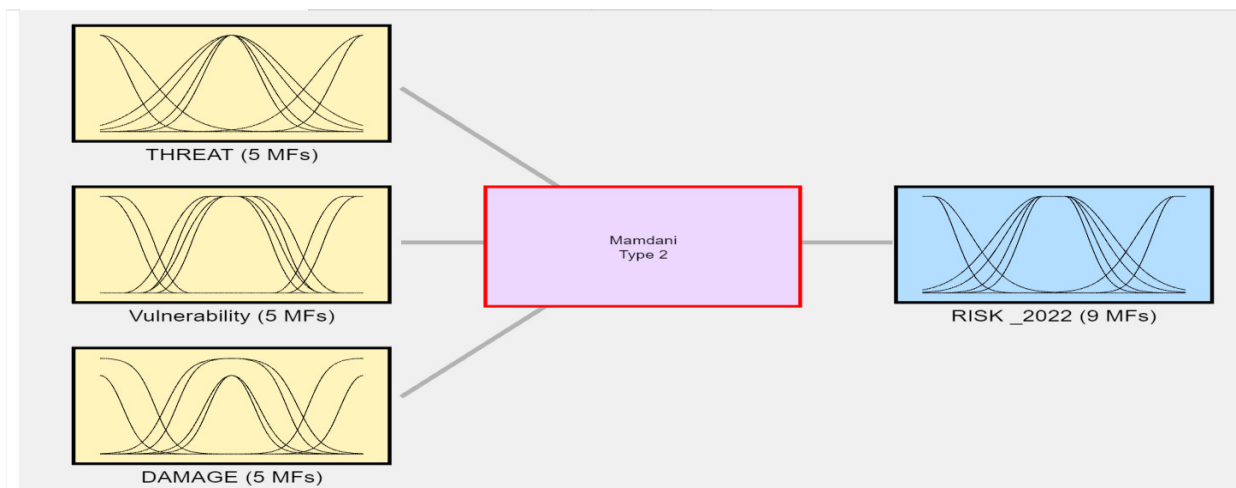 THREAT (5 MFs)
Vulnerability (5 MFs)
DAMAGE (5 MFs)
Mamdani
Type 2
RISK _2022 (9 MFs)